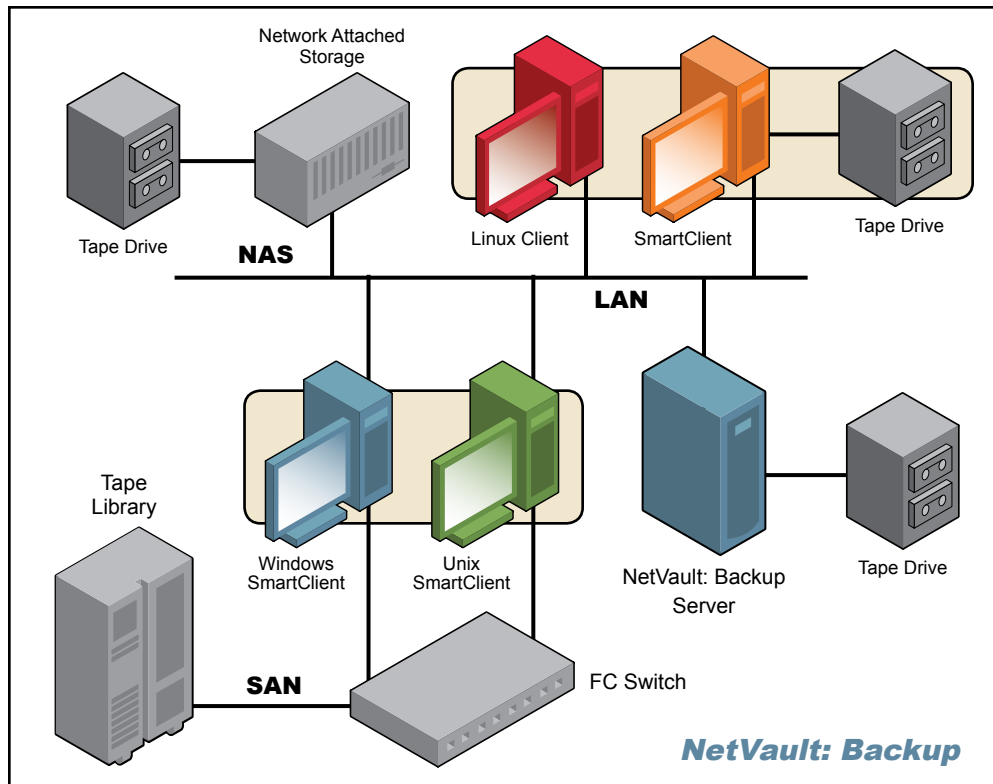 Network Attached
Storage
Tape Drive
Linux Client
SmartClient
Tape Drive
NAS
LAN
Tape
Library
Windows
SmartClient
Unix
SmartClient
NetVault: Backup
Server
Tape Drive
SAN
FC Switch
NetVault: Backup